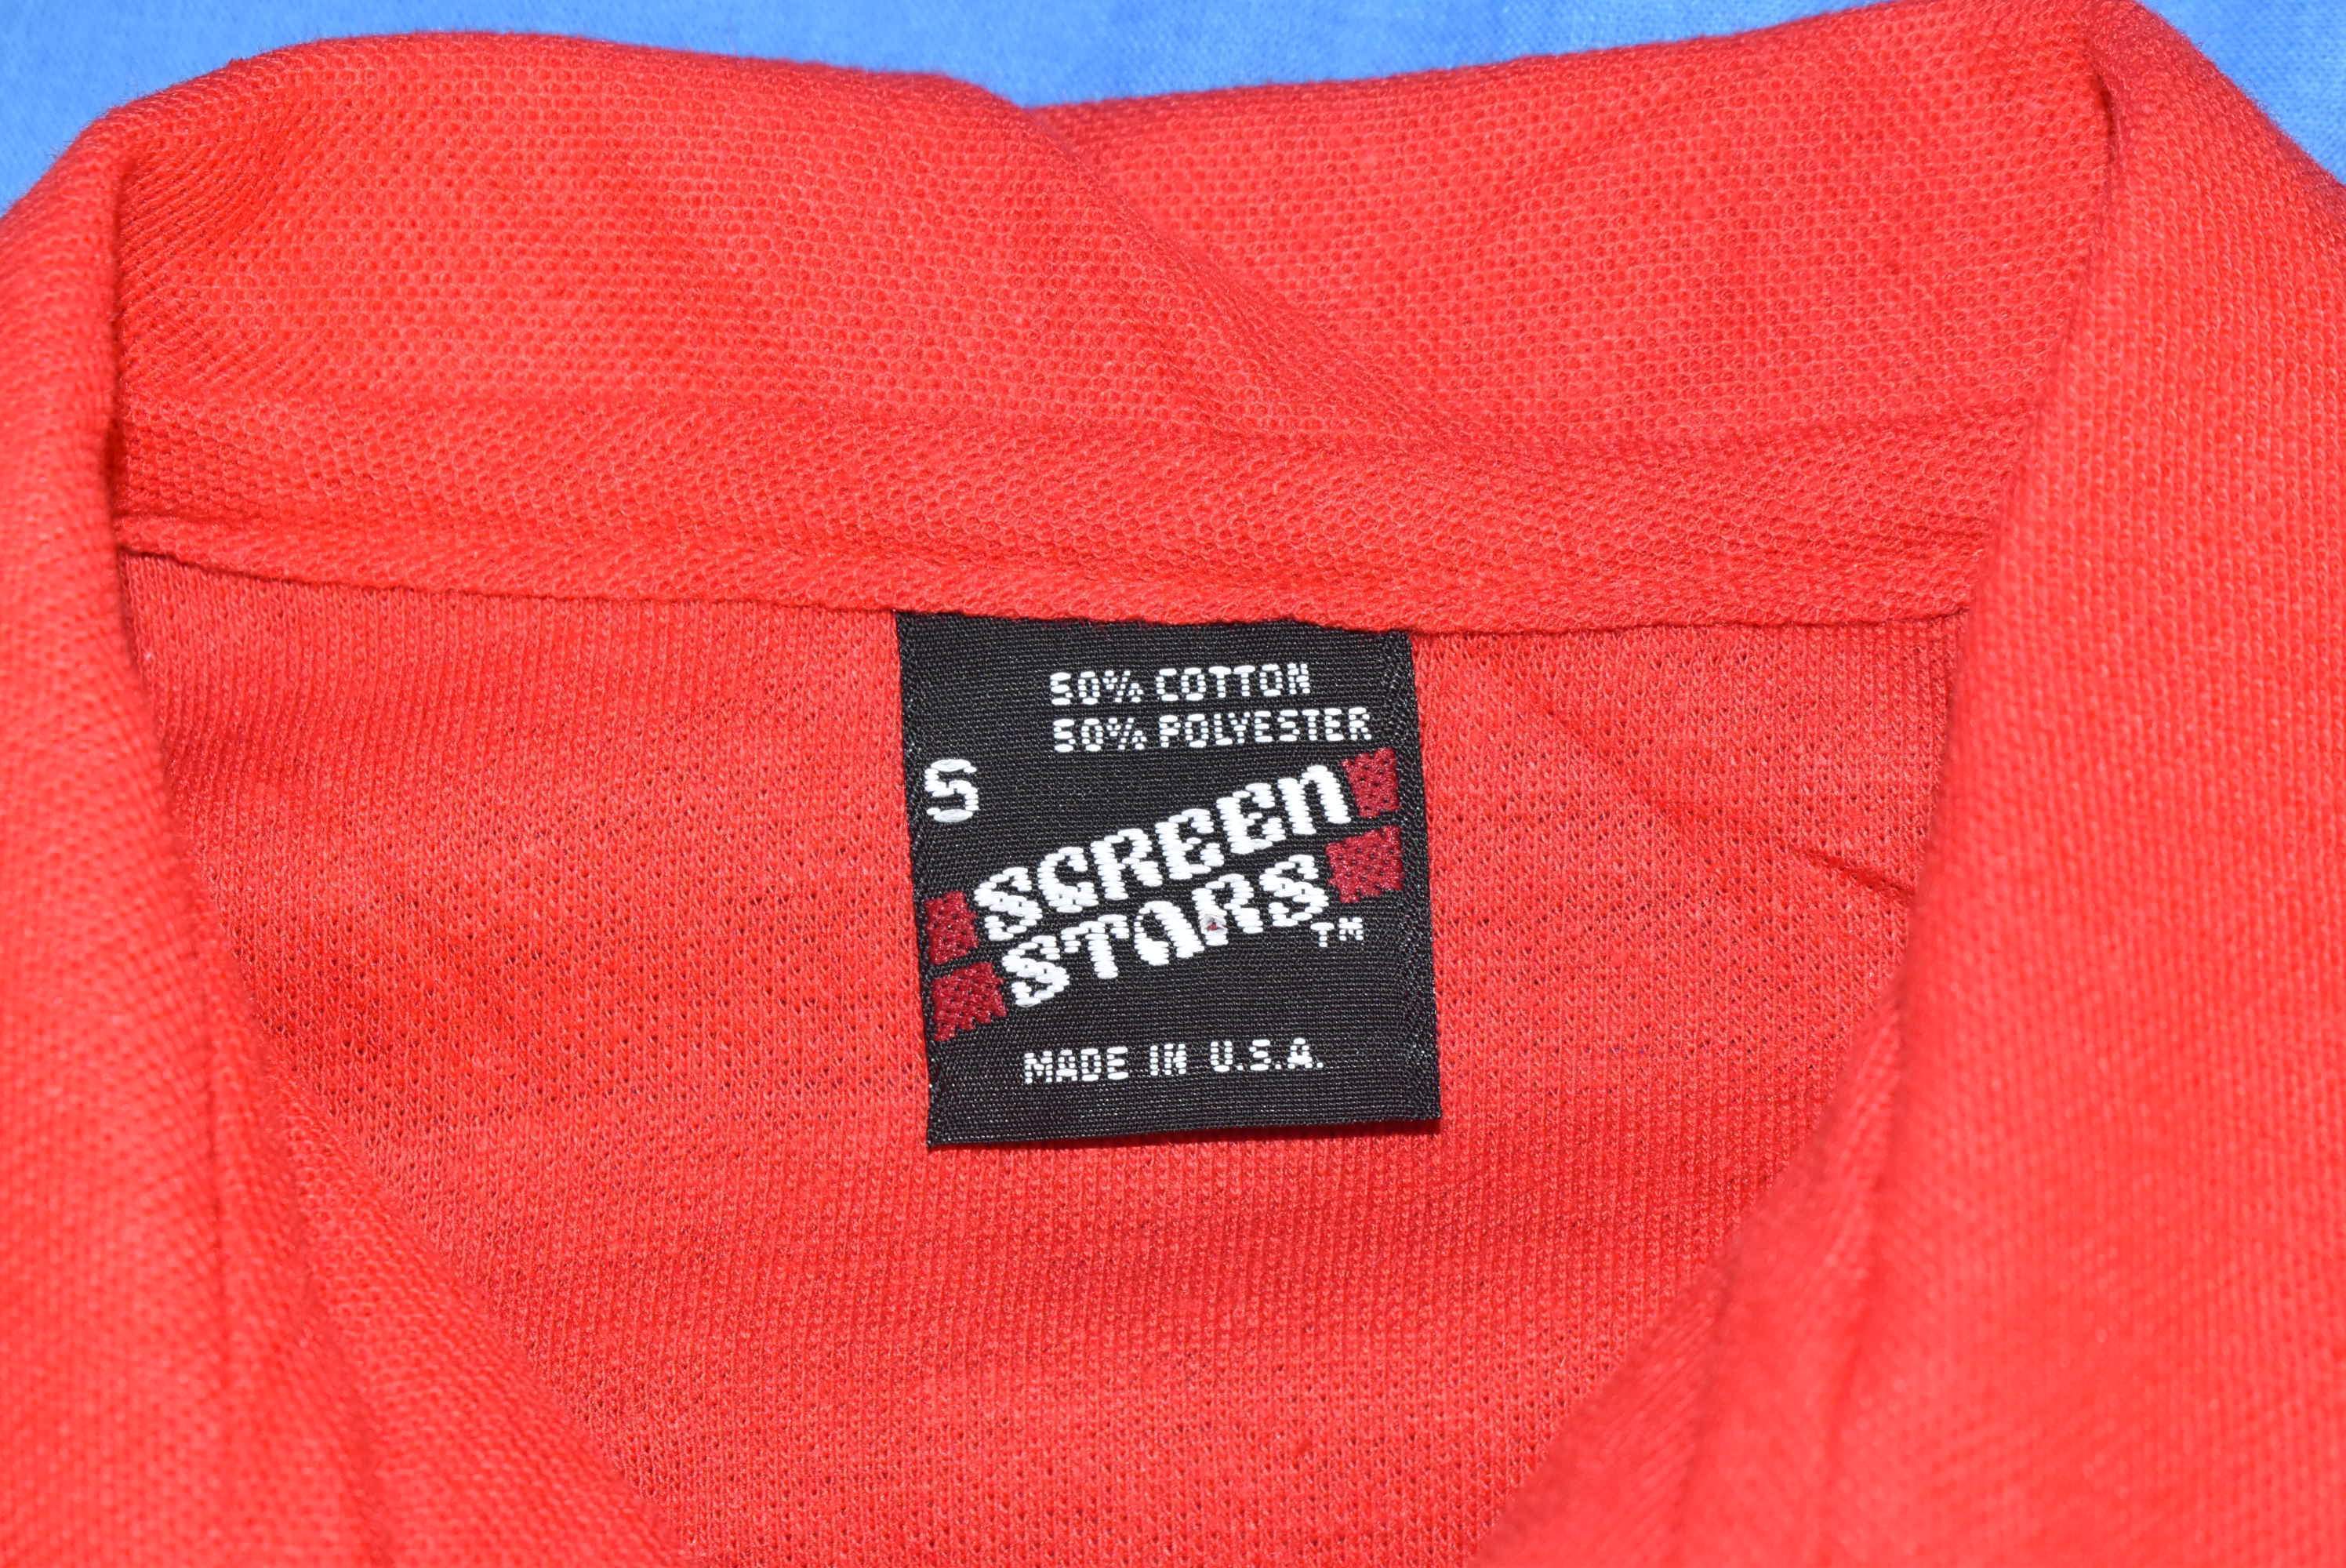 50% COTTON
50% POLYESTER
S
SCREEN
STARS
TM
MADE IN U.S.A.